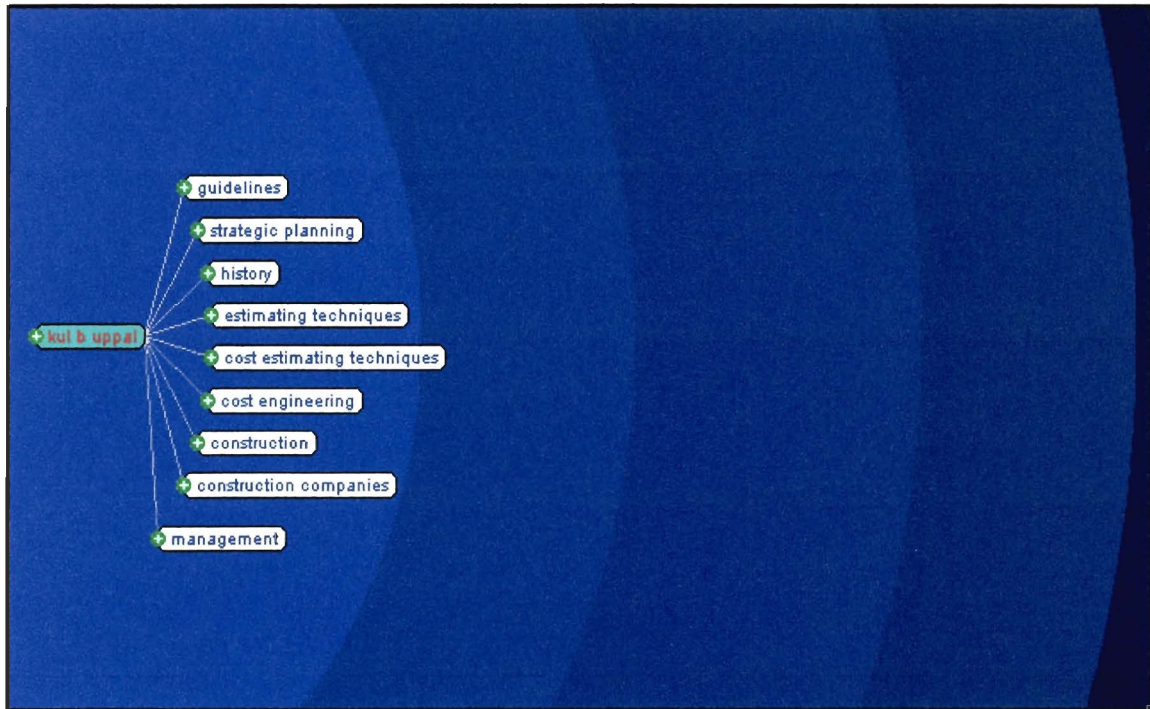 guidelines
strategic planning
history
estimating techniques
kul b uppal
cost estimating techniques
cost engineering
construction
construction companies
management